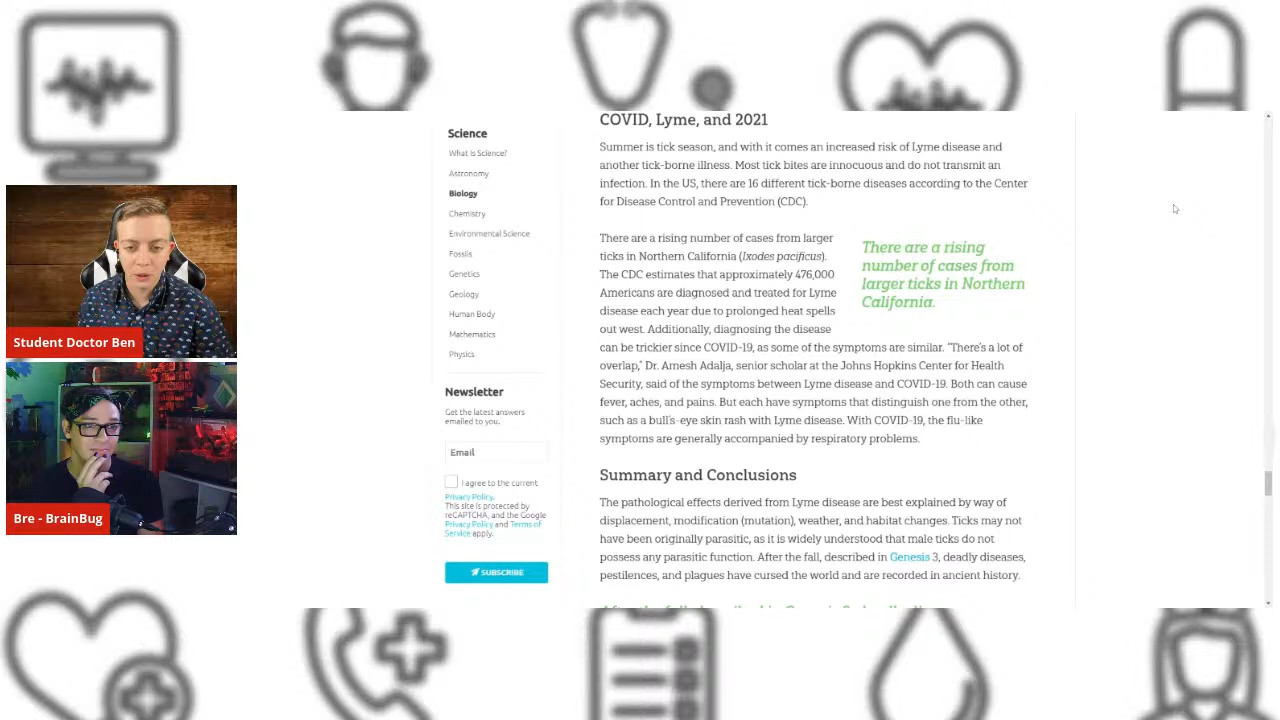 Student Doctor Ben
Bre - BrainBug
Science
What Is Science?
Astronomy
Biology
Chemistry
Environmental Science
Fossils
Genetics
Geology
Human Body
Mathematics
Physics
Newsletter
Get the latest answers
emailed to you.
Email
I agree to the current
Privacy Policy.
This site is protected by
reCAPTCHA, and the Google
Privacy Policy and Terms of
Service apply.
SUBSCRIBE
COVID, Lyme, and 2021
Summer is tick season, and with it comes an increased risk of Lyme disease and
another tick-borne illness. Most tick bites are innocuous and do not transmit an
infection. In the US, there are 16 different tick-borne diseases according to the Center
for Disease Control and Prevention (CDC).
There are a rising number of cases from larger
ticks in Northern California (Ixodes pacificus).
The CDC estimates that approximately 476,000
Americans are diagnosed and treated for Lyme
disease each year due to prolonged heat spells
out west. Additionally, diagnosing the disease
can be trickier since COVID-19, as some of the symptoms are similar. "There's a lot of
overlap," Dr. Amesh Adalja, senior scholar at the Johns Hopkins Center for Health
Security, said of the symptoms between Lyme disease and COVID-19. Both can cause
fever, aches, and pains. But each have symptoms that distinguish one from the other,
such as a bull's-eye skin rash with Lyme disease. With COVID-19, the flu-like
symptoms are generally accompanied by respiratory problems.
There are a rising
number of cases from
larger ticks in Northern
California.
Summary and Conclusions
The pathological effects derived from Lyme disease are best explained by way of
displacement, modification (mutation), weather, and habitat changes. Ticks may not
have been originally parasitic, as it is widely understood that male ticks do not
possess any parasitic function. After the fall, described in Genesis 3, deadly diseases,
pestilences, and plagues have cursed the world and are recorded in ancient history.